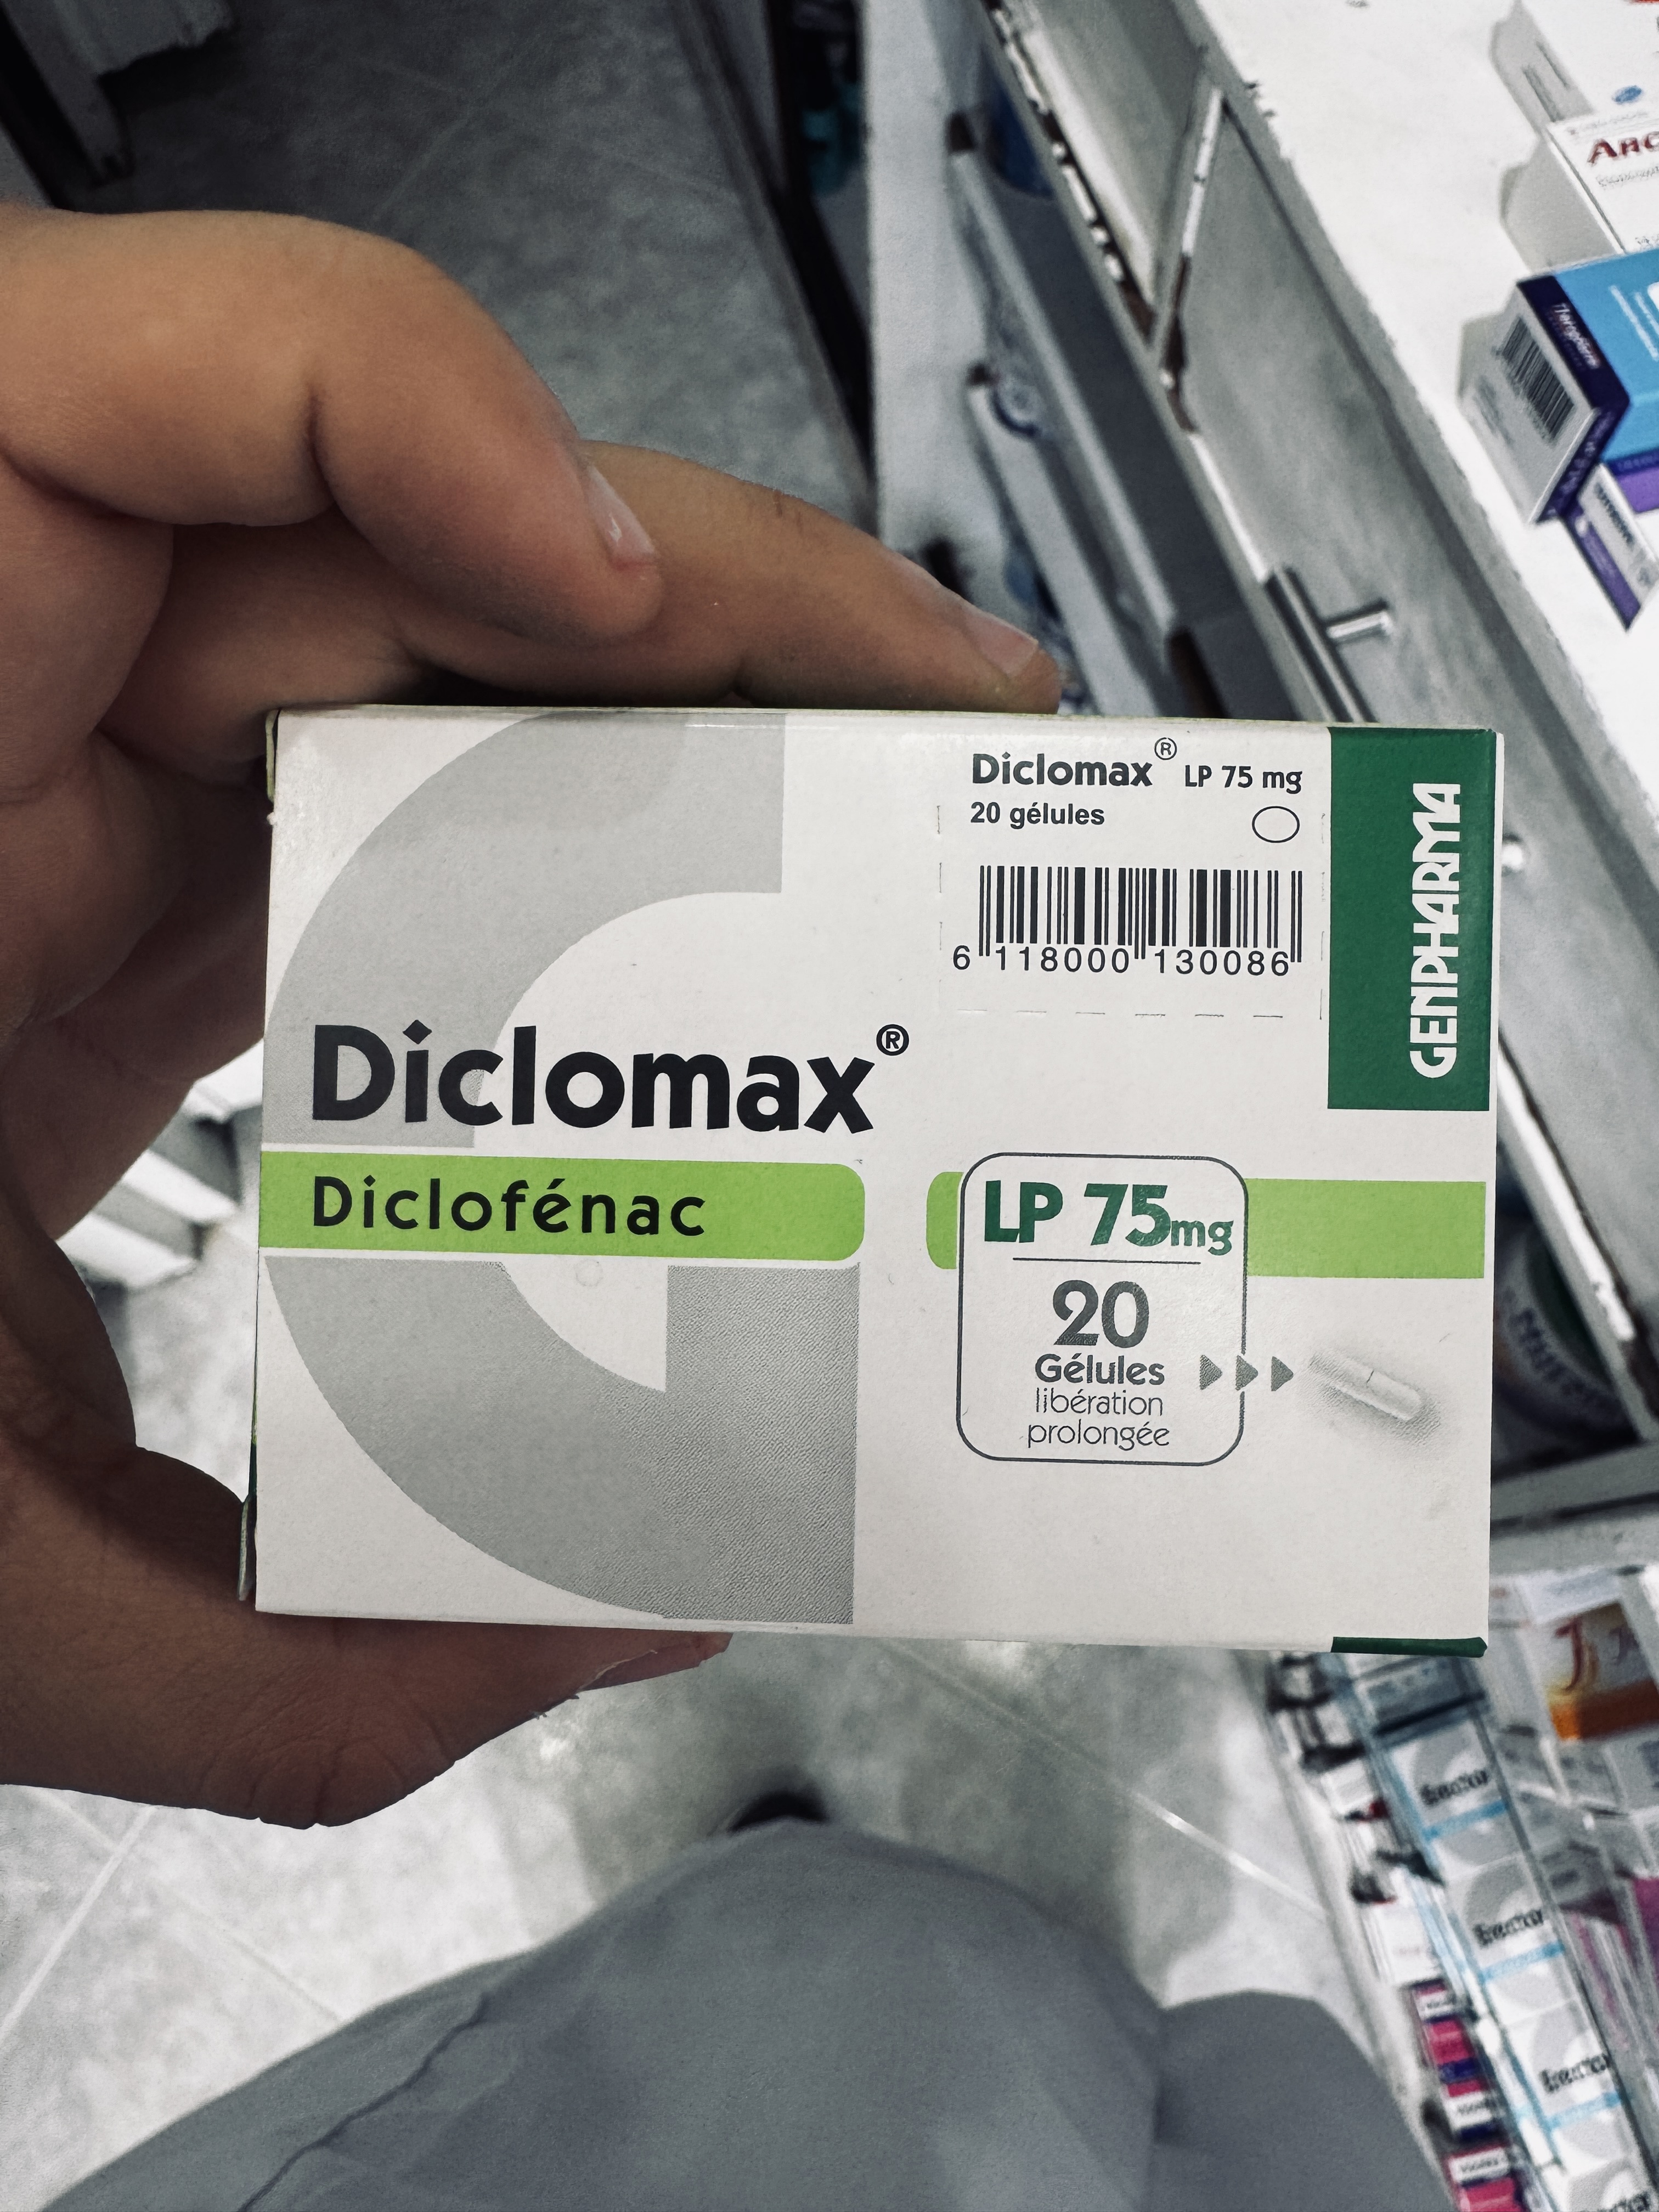 Diclomax® LP 75 mg
20 gélules
6 118000 130086
GENPHARMA
Diclomax®
Diclofénac
LP 75mg
20
Gélules
libération
prolongée